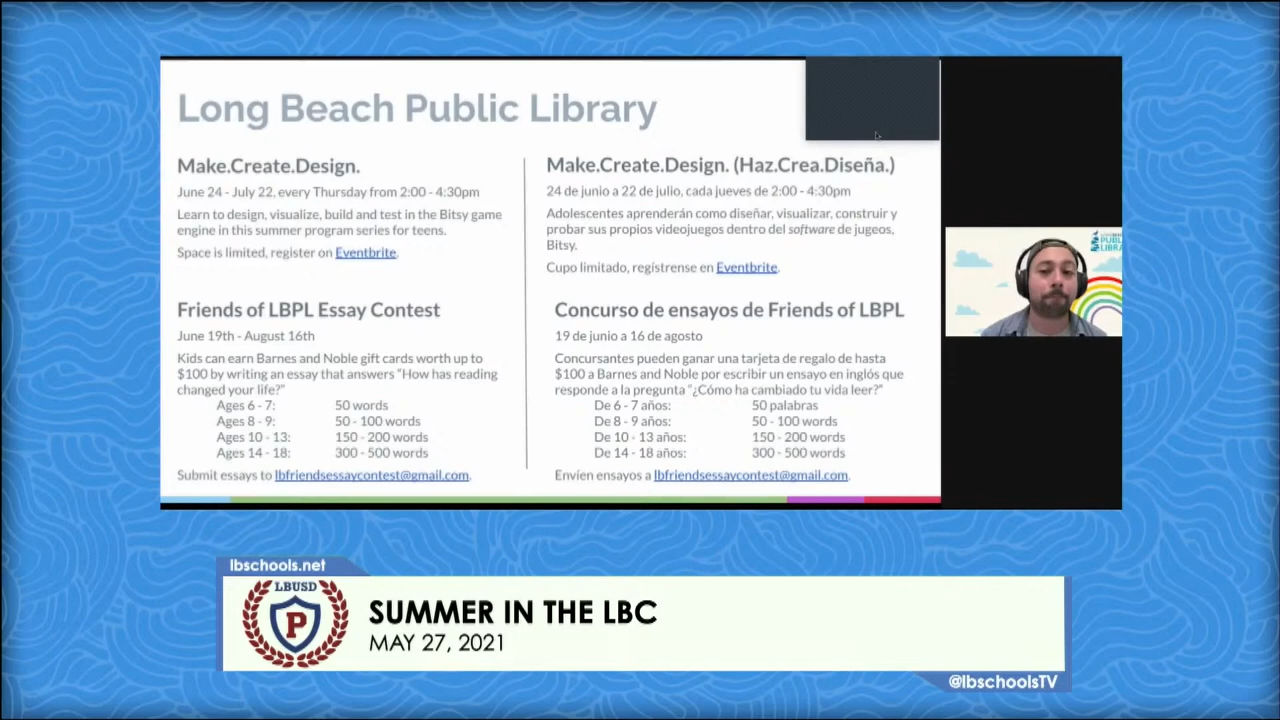 Long Beach Public Library
Make.Create.Design.
June 24 - July 22, every Thursday from 2:00 - 4:30pm
Learn to design, visualize, build and test in the Bitsy game
engine in this summer program series for teens.
Space is limited, register on Eventbrite.
Friends of LBPL Essay Contest
June 19th - August 16th
Kids can earn Barnes and Noble gift cards worth up to
$100 by writing an essay that answers “How has reading
changed your life?”
Ages 6 - 7: 50 words
Ages 8 - 9: 50 - 100 words
Ages 10 - 13: 150 - 200 words
Ages 14 - 18: 300 - 500 words
Submit essays to lbfriendsessaycontest@gmail.com.
Make.Create.Design. (Haz.Crea.Diseña.)
24 de junio a 22 de julio, cada jueves de 2:00 - 4:30pm
Adolescentes aprenderán como diseñar, visualizar, construir y
probar sus propios videojuegos dentro del software de jugeos,
Bitsy.
Cupo limitado, regístrense en Eventbrite.
Concurso de ensayos de Friends of LBPL
19 de junio a 16 de agosto
Concursantes pueden ganar una tarjeta de regalo de hasta
$100 a Barnes and Noble por escribir un ensayo en inglós que
responde a la pregunta “¿Cómo ha cambiado tu vida leer?”
De 6 - 7 años: 50 palabras
De 8 - 9 años: 50 - 100 words
De 10 - 13 años: 150 - 200 words
De 14 - 18 años: 300 - 500 words
Envíen ensayos a lbfriendsessaycontest@gmail.com.
lbschools.net
LBUSD
P
SUMMER IN THE LBC
MAY 27, 2021
@lbschoolsTV